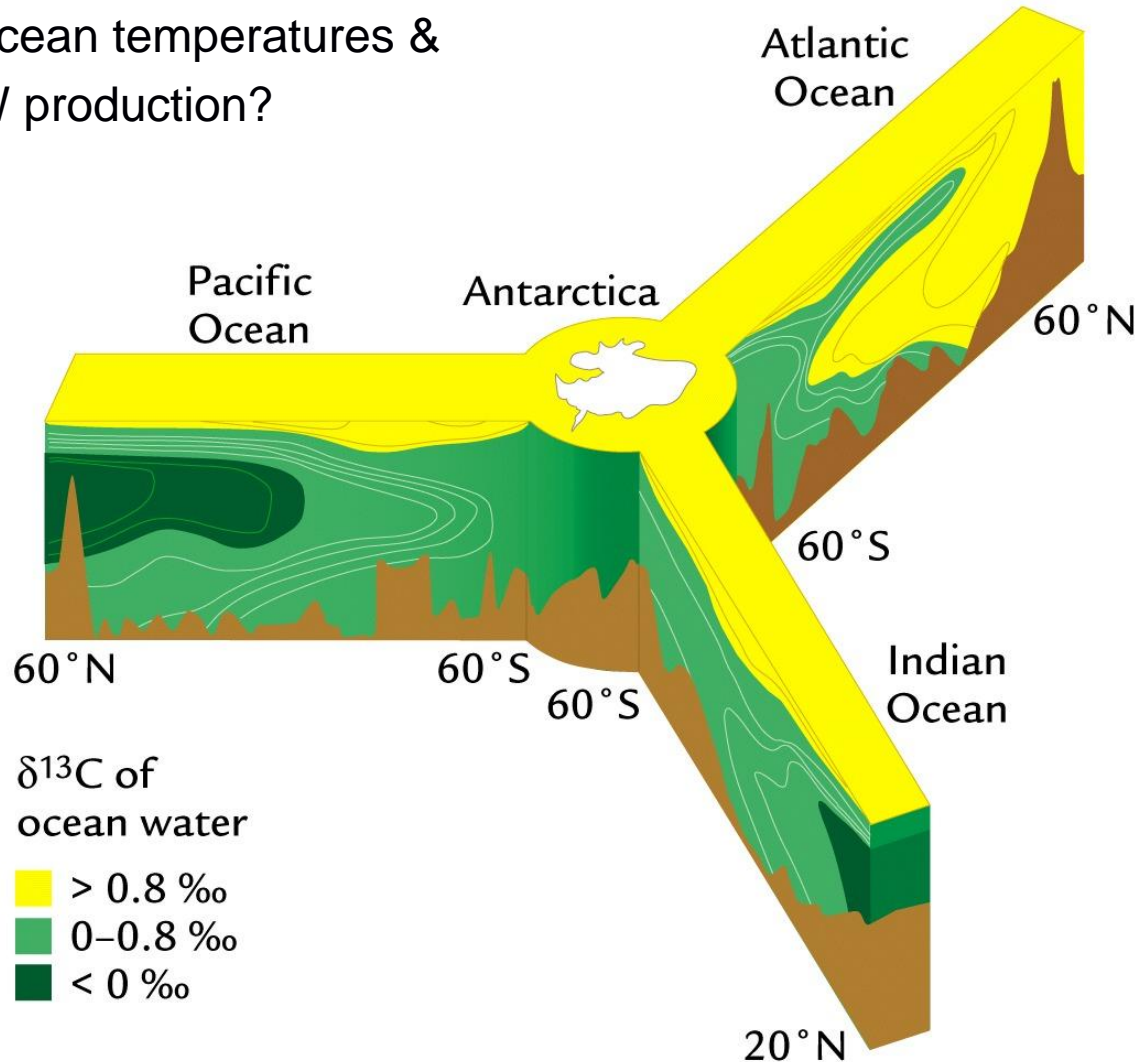 cean temperatures &
production?
Atlantic
Ocean
Pacific
Ocean
Antarctica
60°N
60°S
60°N
60°S
60°S
Indian
Ocean
δ¹³C of
ocean water
> 0.8 ‰
0–0.8 ‰
< 0 ‰
20°N